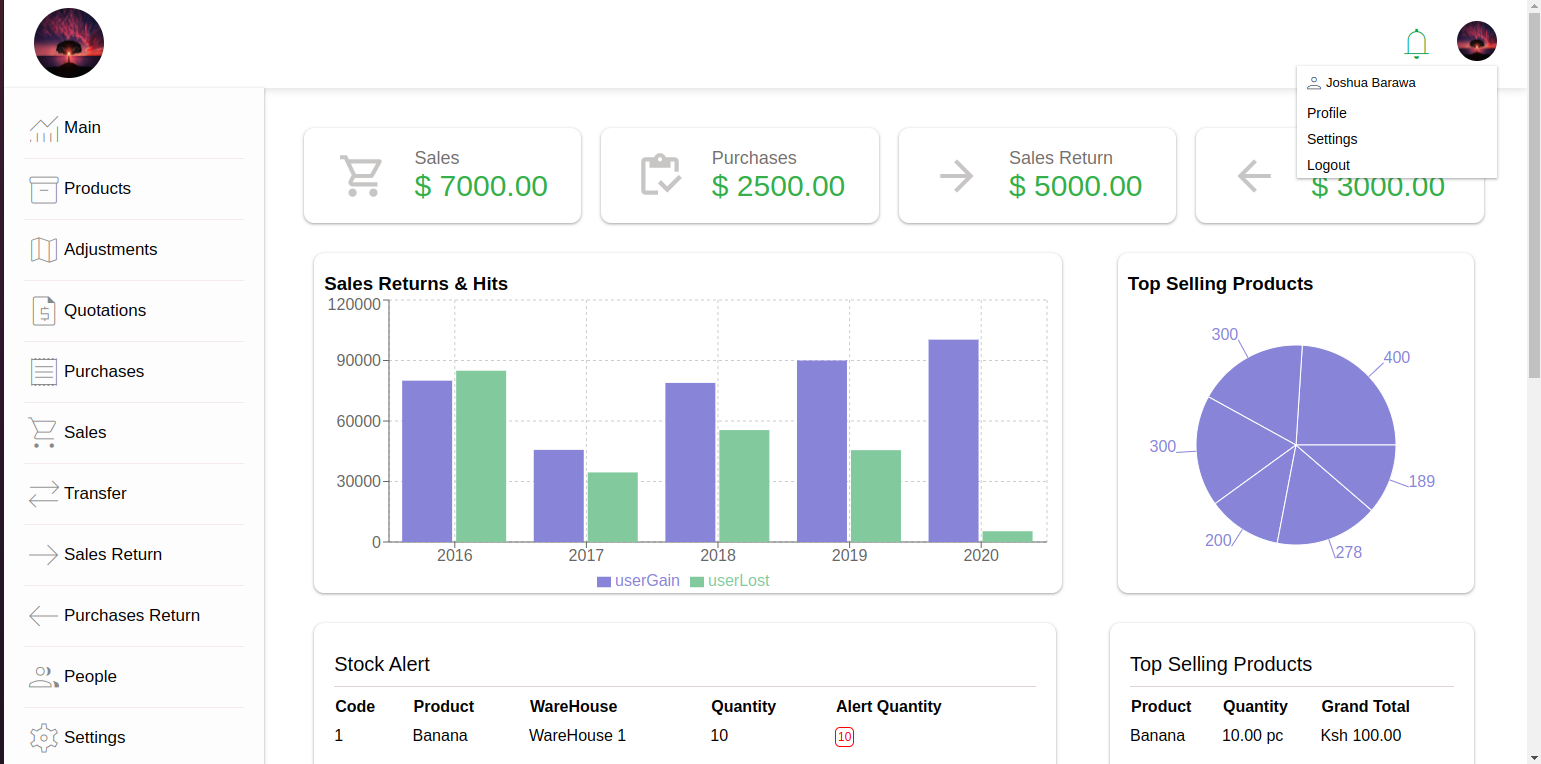 Joshua Barawa
Profile
Settings
Logout
Main
Products
Adjustments
Quotations
Purchases
Sales
Transfer
Sales Return
Purchases Return
People
Settings
Sales
$ 7000.00
Purchases
$ 2500.00
Sales Return
$ 5000.00
$ 3000.00
Sales Returns & Hits
120000
90000
60000
30000
0
2016 2017 2018 2019 2020
userGain userLost
Top Selling Products
300
400
300
189
200
278
Stock Alert
Code Product WareHouse Quantity Alert Quantity
1 Banana WareHouse 1 10 10
Top Selling Products
Product Quantity Grand Total
Banana 10.00 pc Ksh 100.00